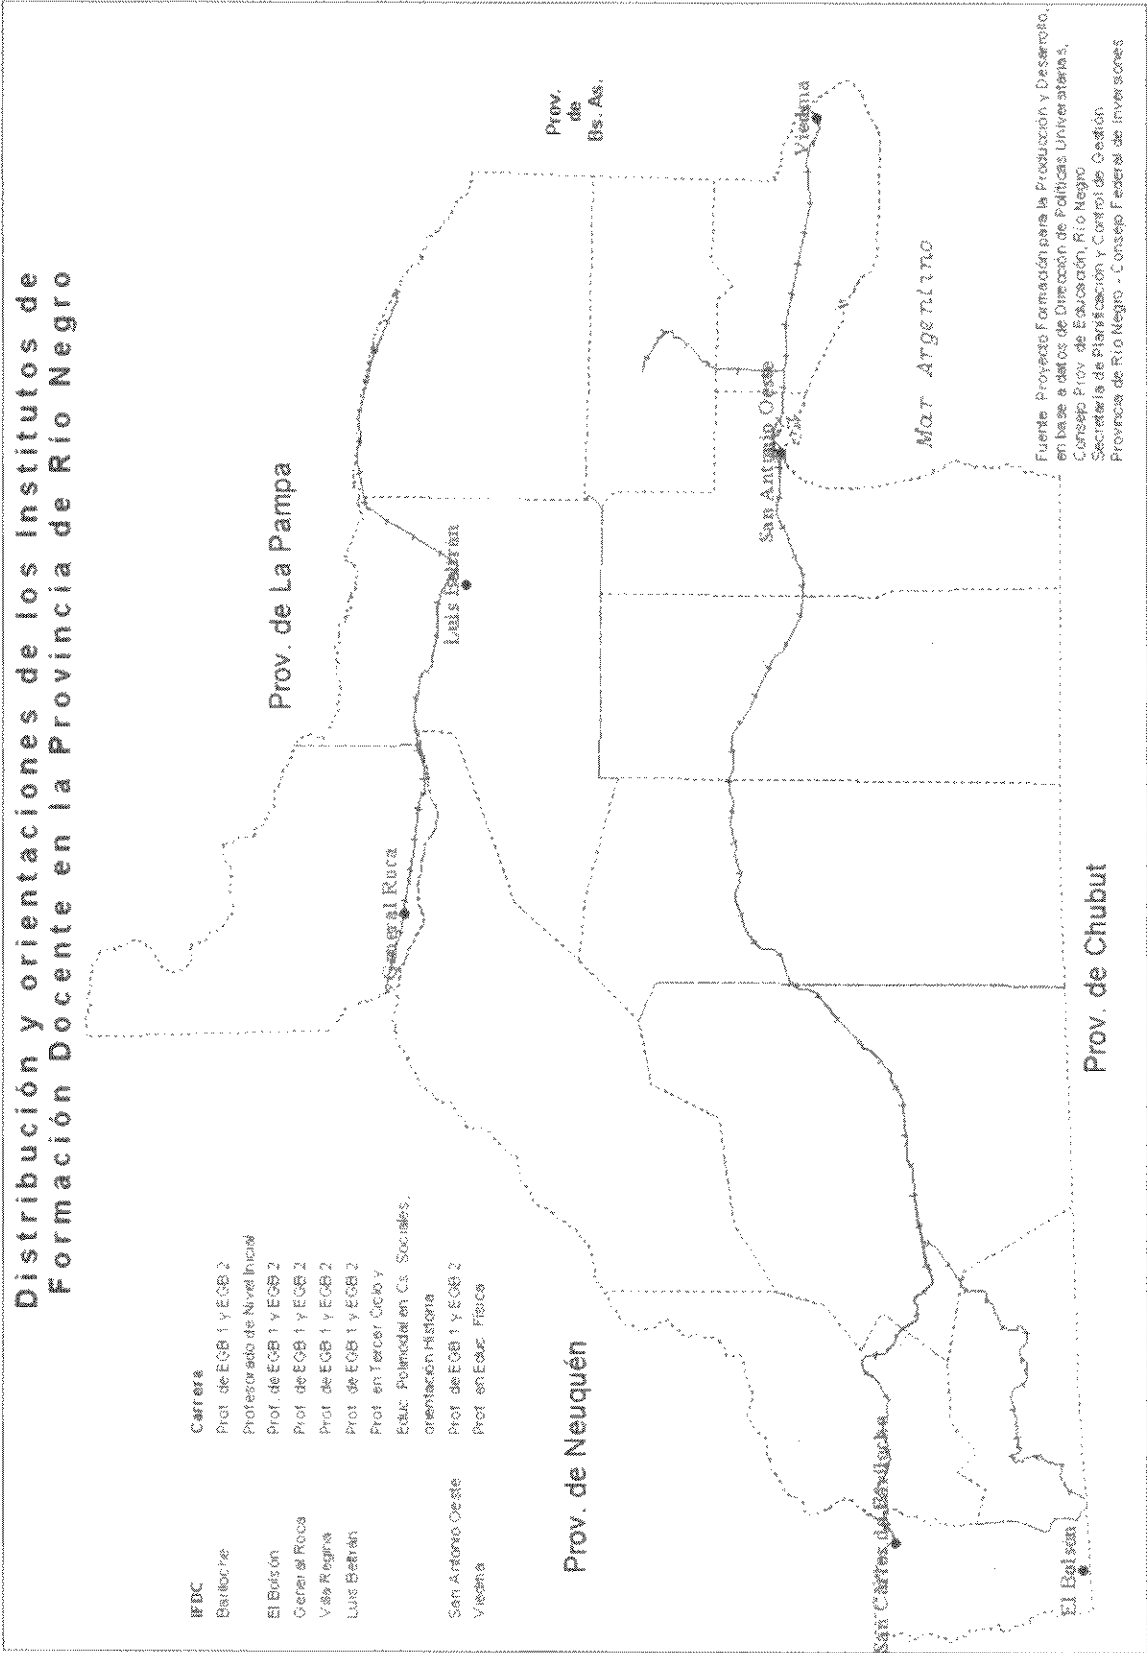 Distribución y orientaciones de los Institutos de
Formación Docente en la Provincia de Río Negro
IFDC Carrera
Bariloche Prof. de EGB 1 y EGB 2
Profesorado de Nivel Inicial
El Bolsón Prof. de EGB 1 y EGB 2
General Roca Prof. de EGB 1 y EGB 2
Villa Regina Prof. de EGB 1 y EGB 2
Luis Beltrán Prof. de EGB 1 y EGB 2
Prof. en Tercer Ciclo y
Educ. Polimodal en Cs. Sociales,
orientación Historia
San Antonio Oeste Prof. de EGB 1 y EGB 2
Viedma Prof. en Educ. Física
Prov. de La Pampa
Prov.
de
Bs. As.
General Roca
Luis Beltrán
Prov. de Neuquén
San Antonio Oeste
Viedma
San Carlos de Bariloche
Mar Argentino
El Bolsón
Prov. de Chubut
Fuente: Proyecto Formación para la Producción y Desarrollo,
en base a datos de Dirección de Políticas Universitarias,
Consejo Prov. de Educación, Río Negro
Secretaría de Planificación y Control de Gestión
Provincia de Río Negro - Consejo Federal de Inversiones